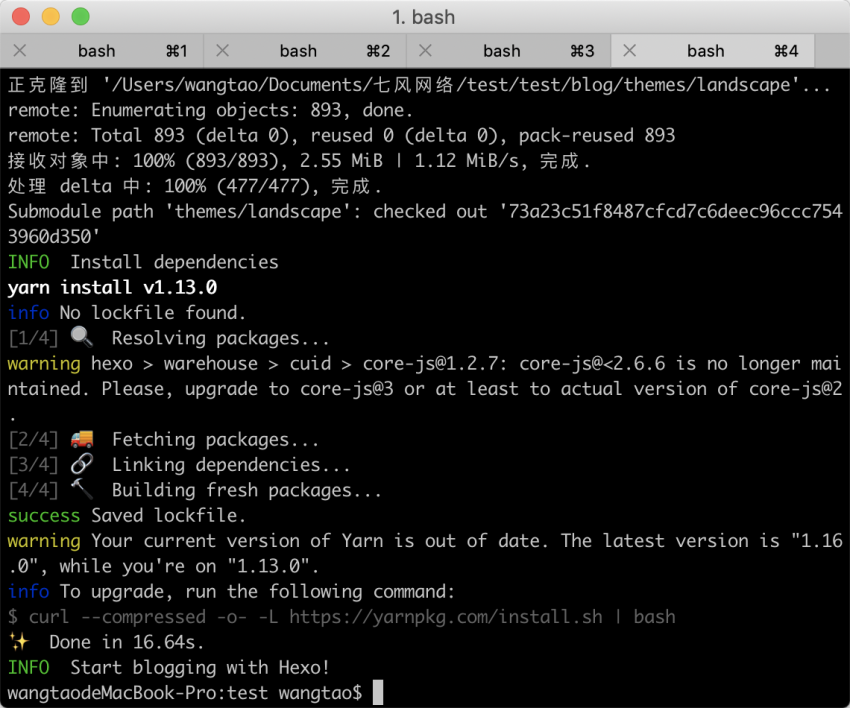 1. bash
bash ⌘1 bash ⌘2 bash ⌘3 bash ⌘4
正克隆到 '/Users/wangtao/Documents/七风网络/test/test/blog/themes/landscape'...
remote: Enumerating objects: 893, done.
remote: Total 893 (delta 0), reused 0 (delta 0), pack-reused 893
接收对象中: 100% (893/893), 2.55 MiB | 1.12 MiB/s, 完成.
处理 delta 中: 100% (477/477), 完成.
Submodule path 'themes/landscape': checked out '73a23c51f8487cfcd7c6deec96ccc754
3960d350'
INFO  Install dependencies
yarn install v1.13.0
info No lockfile found.
[1/4] 🔍  Resolving packages...
warning hexo > warehouse > cuid > core-js@1.2.7: core-js@<2.6.6 is no longer mai
ntained. Please, upgrade to core-js@3 or at least to actual version of core-js@2
.
[2/4] 🚚  Fetching packages...
[3/4] 🔗  Linking dependencies...
[4/4] 🔨  Building fresh packages...
success Saved lockfile.
warning Your current version of Yarn is out of date. The latest version is "1.16
.0", while you're on "1.13.0".
info To upgrade, run the following command:
$ curl --compressed -o- -L https://yarnpkg.com/install.sh | bash
✨  Done in 16.64s.
INFO  Start blogging with Hexo!
wangtaodeMacBook-Pro:test wangtao$